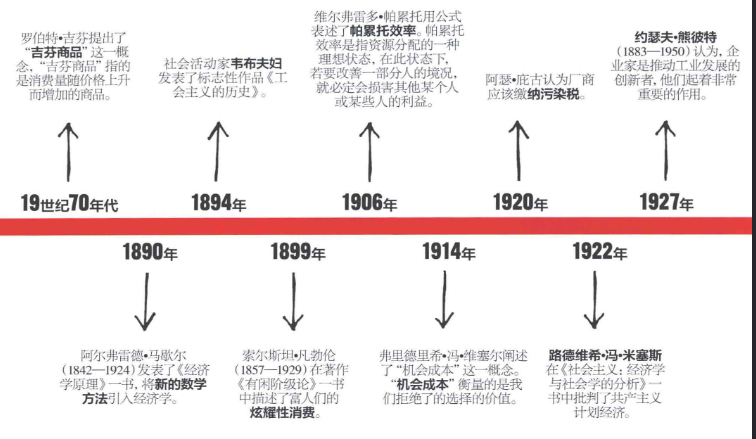 罗伯特•吉芬提出了
“吉芬商品”这一概
念，“吉芬商品”指的
是消费量随价格上升
而增加的商品。
社会活动家韦布夫妇
发表了标志性作品《工
会主义的历史》。
维尔弗雷多•帕累托用公式
表述了帕累托效率。帕累托
效率是指资源分配的一种
理想状态，在此状态下，
若要改善一部分人的境况，
就必定会损害其他某个人
或某些人的利益。
阿瑟•庇古认为厂商
应该缴纳污染税。
约瑟夫•熊彼特
（1883—1950）认为，企
业家是推动工业发展的
创新者，他们起着非常
重要的作用。
19世纪70年代
1894年
1906年
1920年
1927年
1890年
1899年
1914年
1922年
阿尔弗雷德•马歇尔
（1842—1924）发表了《经济
学原理》一书，将新的数学
方法引入经济学。
索尔斯坦•凡勃伦
（1857—1929）在著作
《有闲阶级论》一书
中描述了富人们的
炫耀性消费。
弗里德里希•冯•维塞尔阐述
了“机会成本”这一概念。
“机会成本”衡量的是我
们拒绝了的选择的价值。
路德维希•冯•米塞斯
在《社会主义：经济学
与社会学的分析》一
书中批判了共产主义
计划经济。